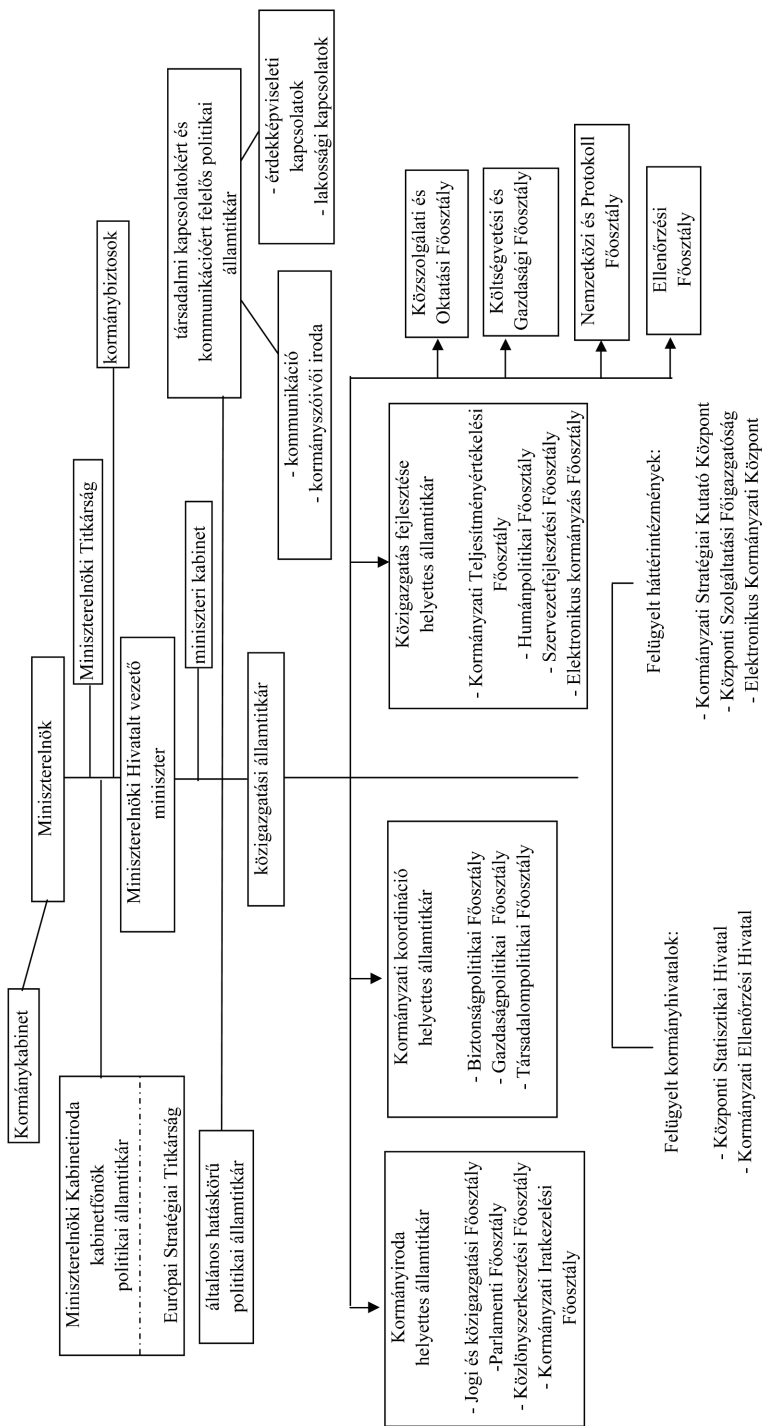 Kormánykabinet
Miniszterelnök
Miniszterelnöki Titkárság
kormánybiztosok
Miniszterelnöki Kabinetiroda
kabinetfőnök
politikai államtitkár
Európai Stratégiai Titkárság
Miniszterelnöki Hivatalt vezető
miniszter
miniszteri kabinet
általános hatáskörű
politikai államtitkár
társadalmi kapcsolatokért és
kommunikációért felelős politikai
államtitkár
- kommunikáció
- kormányszóivői iroda
- érdekképviseleti
kapcsolatok
- lakossági kapcsolatok
közigazgatási államtitkár
Kormányiroda
helyettes államtitkár
- Jogi és közigazgatási Főosztály
-Parlamenti Főosztály
- Közlönyszerkesztési Főosztály
- Kormányzati Iratkezelési
Főosztály
Kormányzati koordináció
helyettes államtitkár
- Biztonságpolitikai Főosztály
- Gazdaságpolitikai Főosztály
- Társadalompolitikai Főosztály
Közigazgatás fejlesztése
helyettes államtitkár
- Kormányzati Teljesítményértékelési
Főosztály
- Humánpolitikai Főosztály
- Szervezetfejlesztési Főosztály
- Elektronikus kormányzás Főosztály
Közszolgálati és
Oktatási Főosztály
Költségvetési és
Gazdasági Főosztály
Nemzetközi és Protokoll
Főosztály
Ellenőrzési
Főosztály
Felügyelt kormányhivatalok:
- Központi Statisztikai Hivatal
- Kormányzati Ellenőrzési Hivatal
Felügyelt háttérintézmények:
- Kormányzati Stratégiai Kutató Központ
- Központi Szolgáltatási Főigazgatóság
- Elektronikus Kormányzati Központ